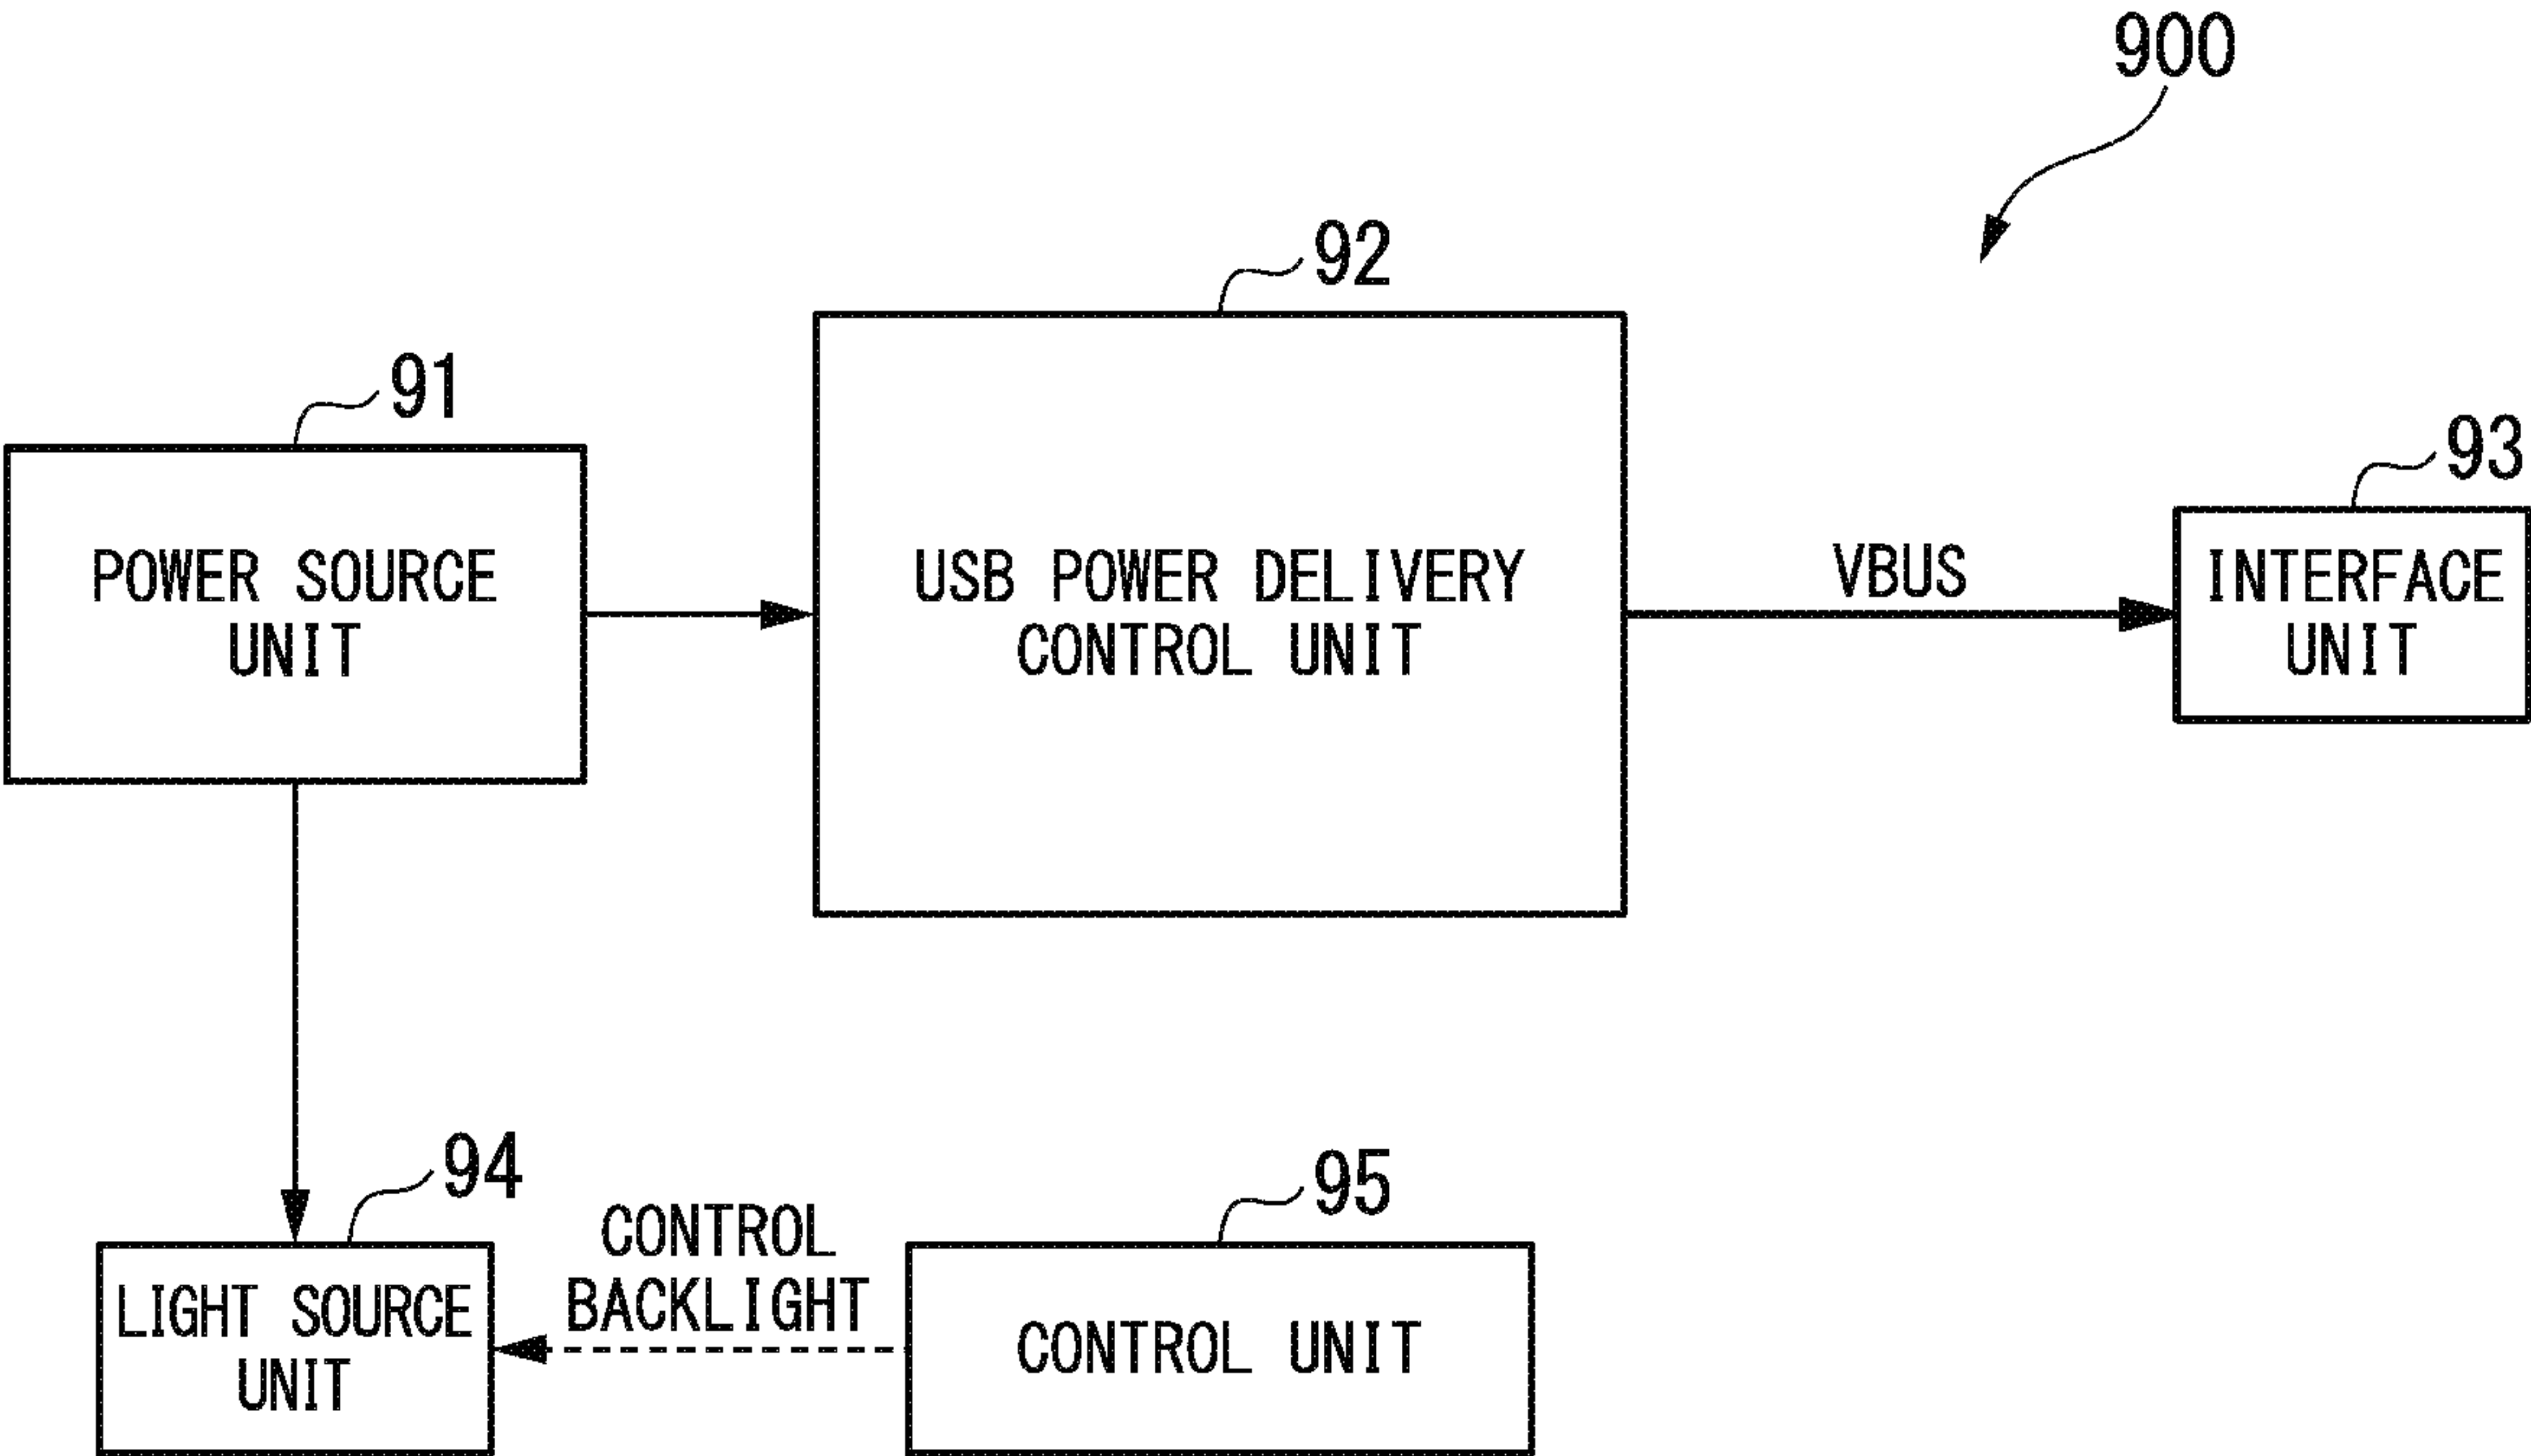 900
92
91
93
POWER SOURCE
UNIT
USB POWER DELIVERY
CONTROL UNIT
VBUS
INTERFACE
UNIT
94
95
CONTROL
BACKLIGHT
LIGHT SOURCE
UNIT
CONTROL UNIT